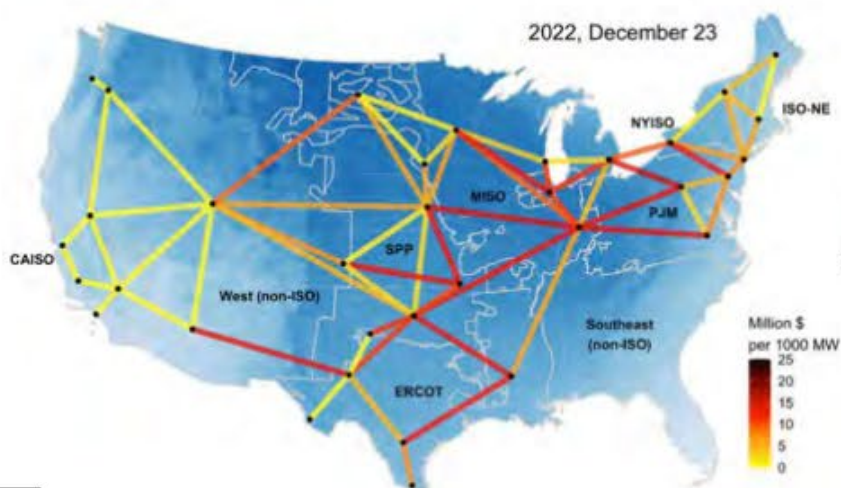 2022, December 23
NYISO
ISO-NE
MISO
PJM
SPP
CAISO
West (non-ISO)
Southeast
(non-ISO)
ERCOT
Million $
per 1000 MW
25
20
15
10
5
0